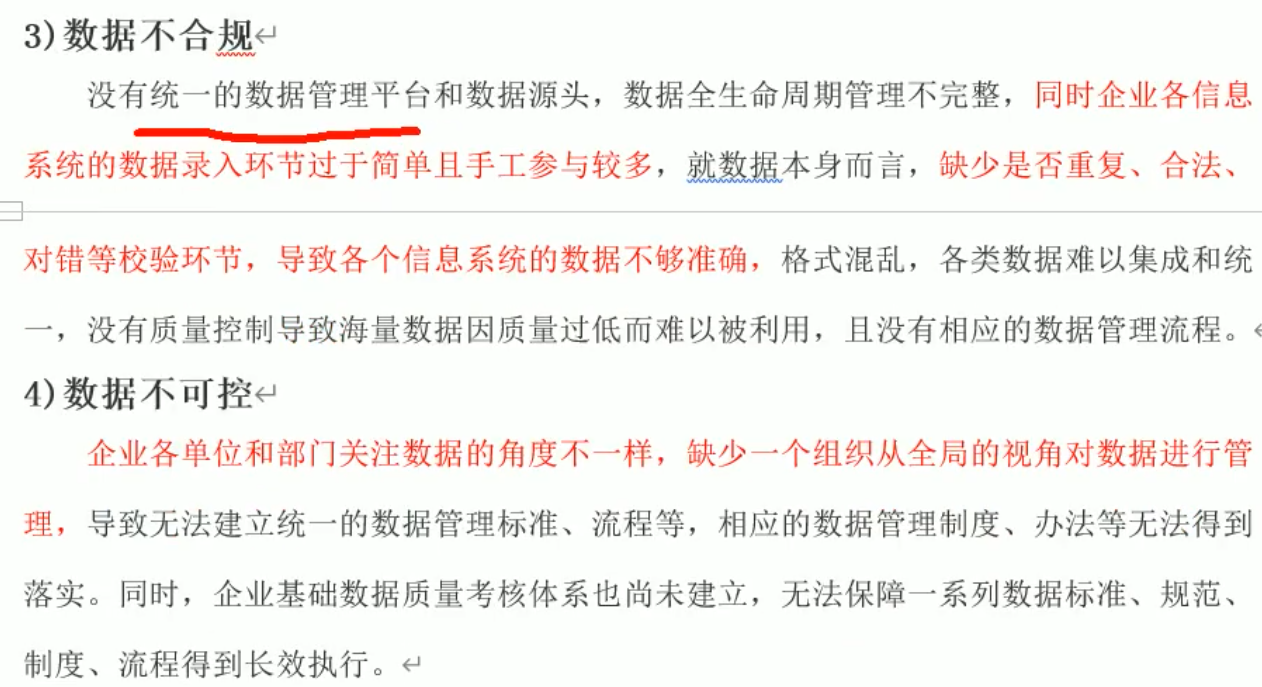 3)数据不合规
没有统一的数据管理平台和数据源头，数据全生命周期管理不完整，同时企业各信息
系统的数据录入环节过于简单且手工参与较多，就数据本身而言，缺少是否重复、合法、
对错等校验环节，导致各个信息系统的数据不够准确，格式混乱，各类数据难以集成和统
一，没有质量控制导致海量数据因质量过低而难以被利用，且没有相应的数据管理流程。
4)数据不可控
企业各单位和部门关注数据的角度不一样，缺少一个组织从全局的视角对数据进行管
理，导致无法建立统一的数据管理标准、流程等，相应的数据管理制度、办法等无法得到
落实。同时，企业基础数据质量考核体系也尚未建立，无法保障一系列数据标准、规范、
制度、流程得到长效执行。